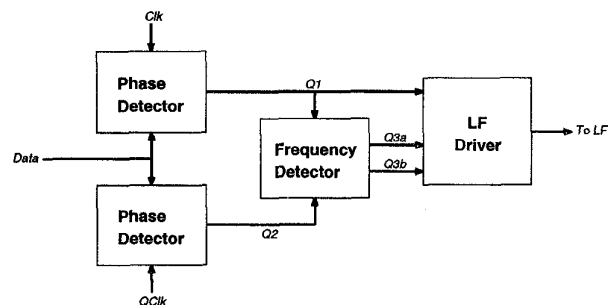 Clk
Phase
Detector
Q1
LF
Driver
To LF
Data
Frequency
Detector
Q3a
Q3b
Phase
Detector
Q2
QClk